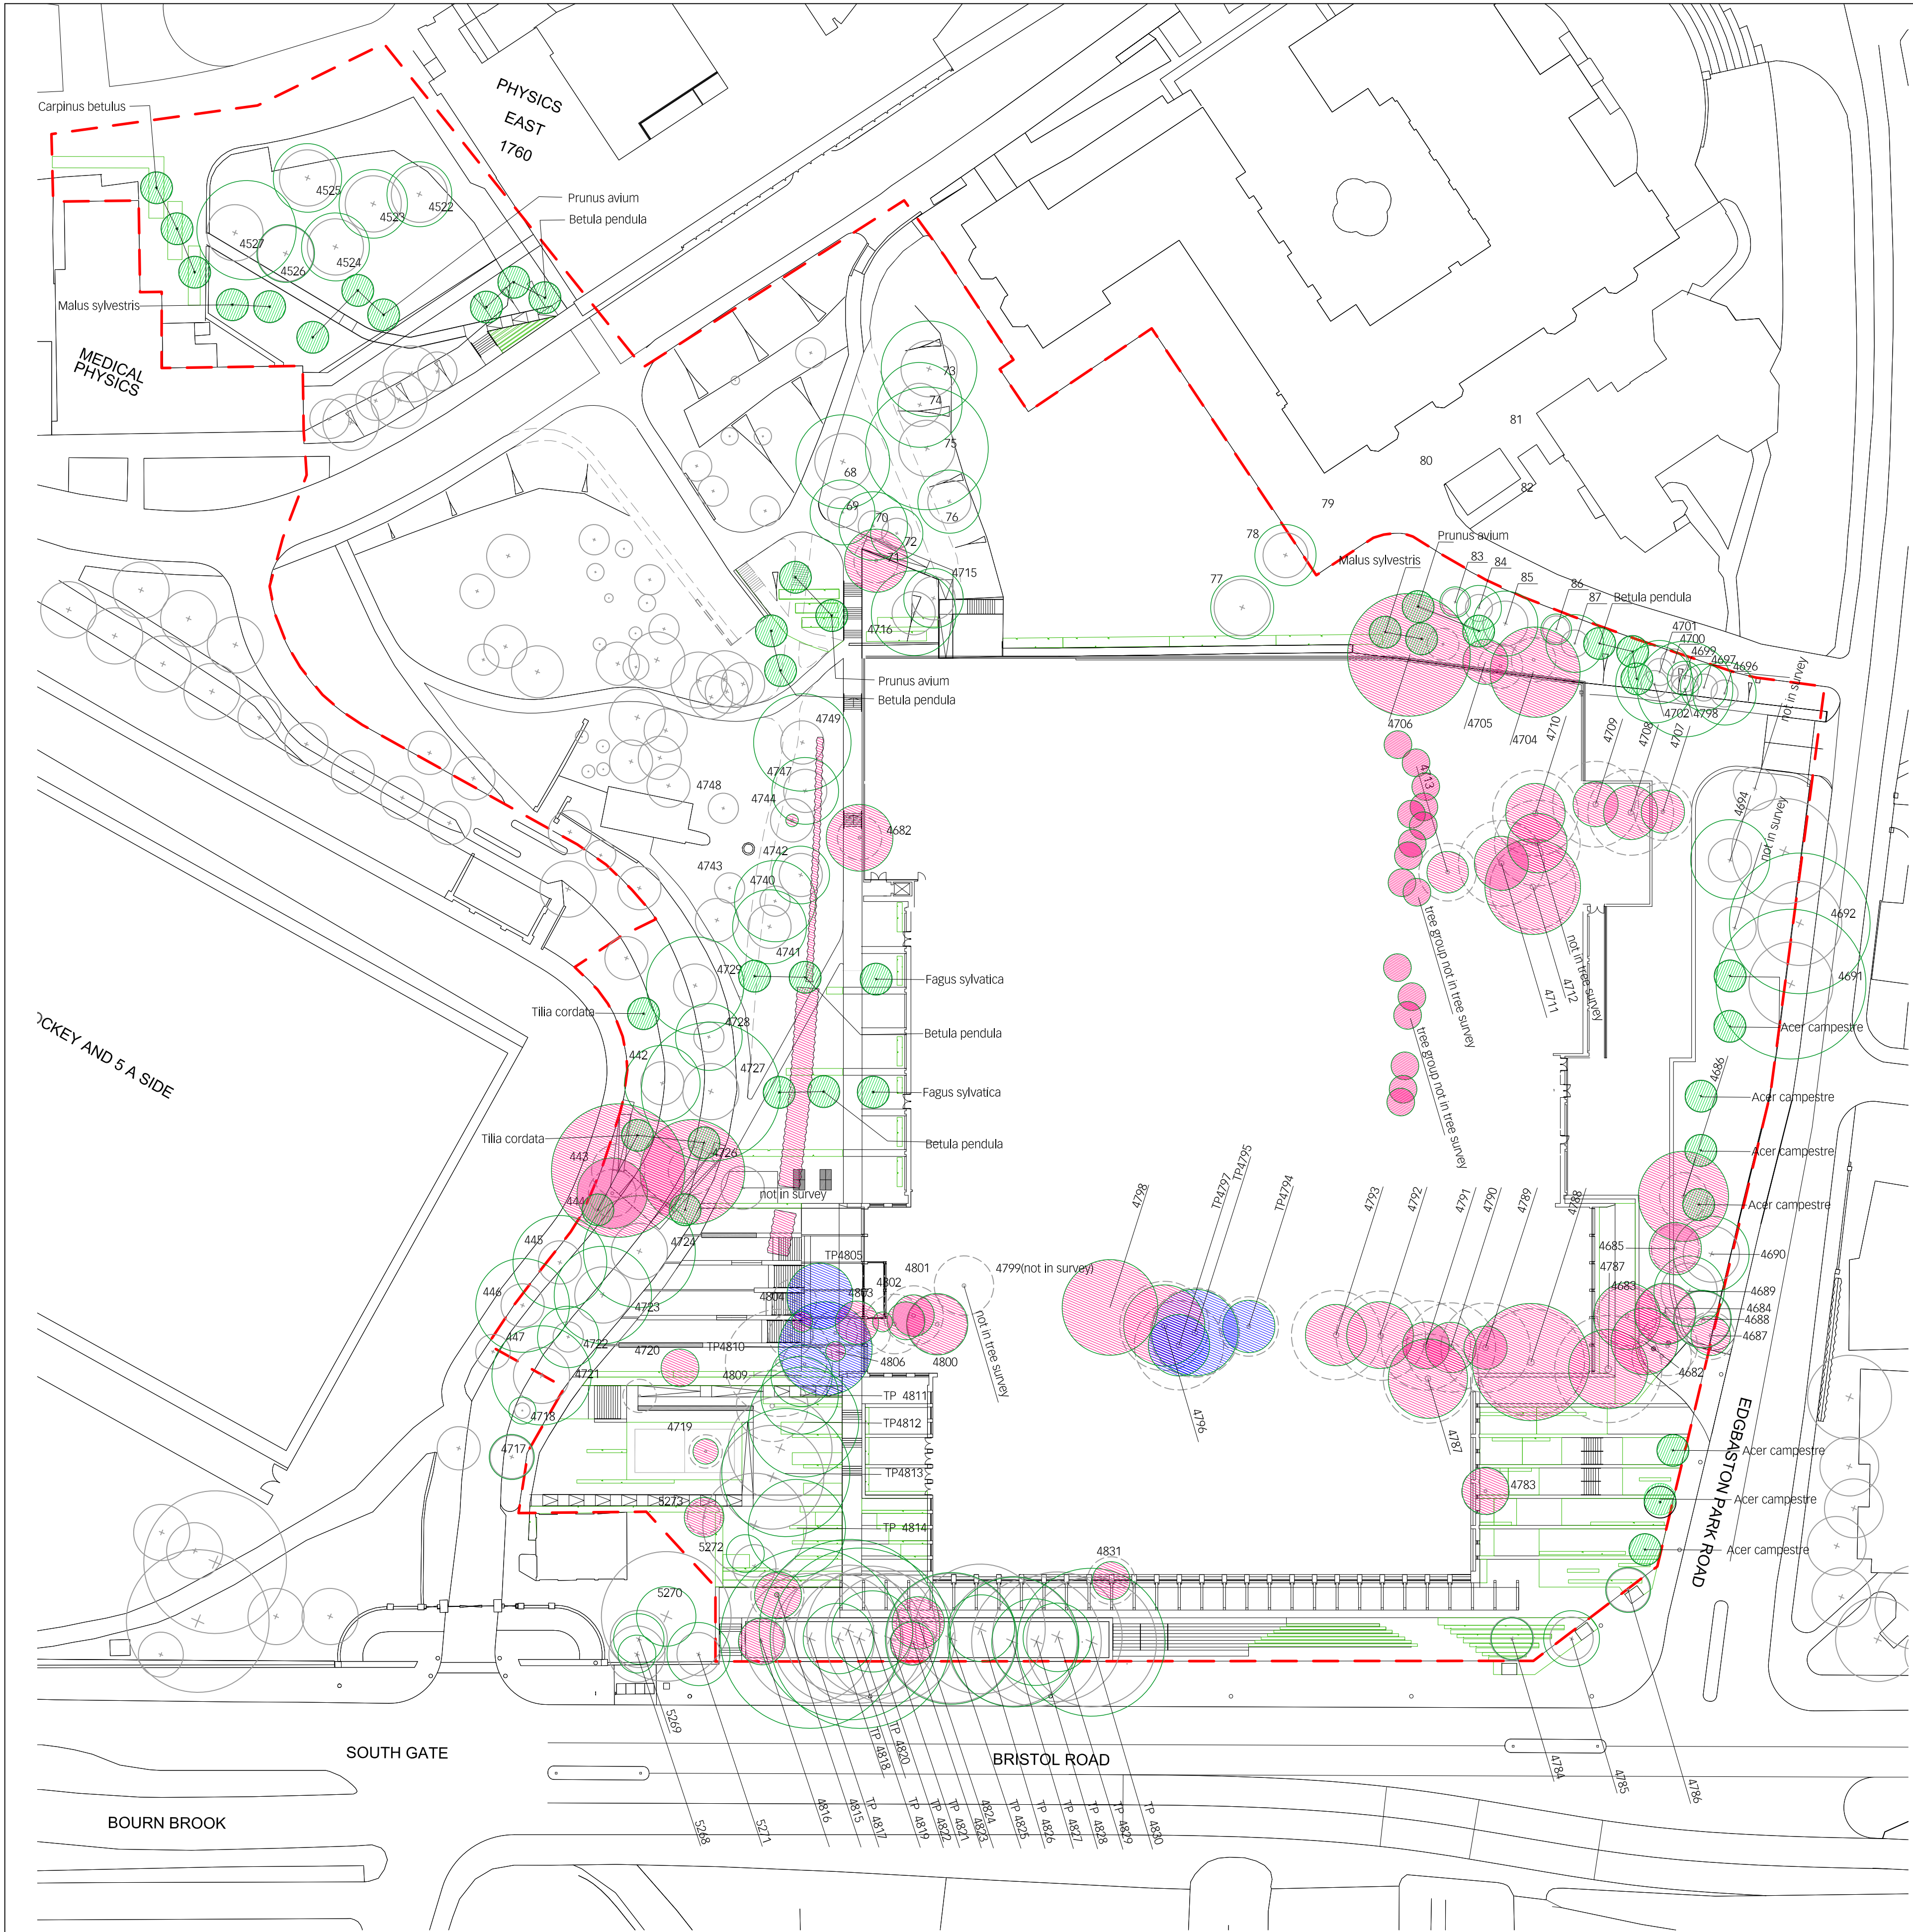 PHYSICS
EAST
1760
Carpinus betulus
4525
4523
4522
Prunus avium
Betula pendula
4527
4526
4524
Malus sylvestris
MEDICAL
PHYSICS
73
74
75
68
69
70
72
76
71
4715
4716
81
80
82
79
78
77
Prunus avium
Malus sylvestris
83
84
85
86
87
Betula pendula
4701
4700
4699
4697
4696
not in survey
4702
4798
4706
4705
4704
4710
4709
4708
4707
Prunus avium
Betula pendula
4749
4747
4748
4744
4682
4742
4743
4740
4741
4713
4694
not in survey
4692
4691
tree group not in tree survey
4711
4712
not in tree survey
4729
Fagus sylvatica
Tilia cordata
4728
Betula pendula
442
4727
Fagus sylvatica
tree group not in tree survey
Acer campestre
4686
Acer campestre
OCKEY AND 5 A SIDE
Tilia cordata
443
4726
Betula pendula
not in survey
444
Acer campestre
Acer campestre
445
4724
TP4805
4798
TP4797
TP4795
TP4794
4793
4792
4791
4790
4789
4788
4685
4690
446
4723
4804
4802
4801
4803
4799(not in survey)
4787
4683
4689
4684
4688
4687
447
4722
4720
TP4810
4806
4800
not in tree survey
4721
4809
4682
4718
TP 4811
4796
4787
4719
TP4812
4717
TP4813
4783
Acer campestre
EDGBASTON PARK ROAD
5273
5272
TP 4814
4831
Acer campestre
Acer campestre
5270
5269
SOUTH GATE
BRISTOL ROAD
TP 4818
TP 4820
4784
4785
4786
BOURN BROOK
5268
5271
4816
4815
TP 4817
TP 4819
TP 4822
TP 4821
4823
4824
TP 4825
TP 4826
TP 4827
TP 4828
TP 4829
TP 4830